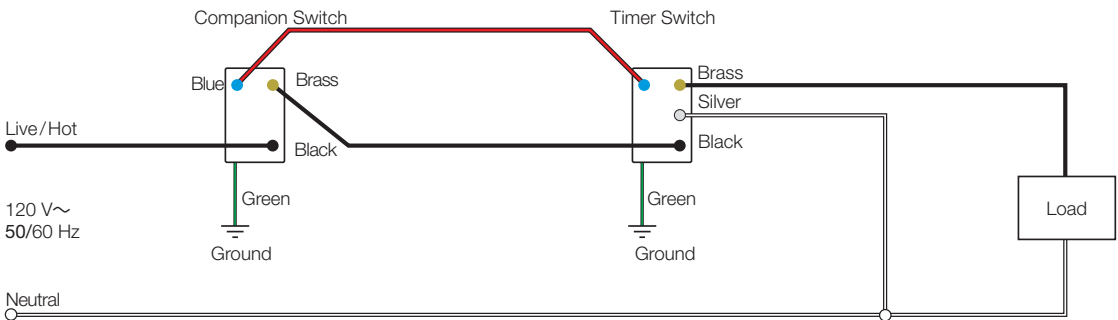 Companion Switch
Timer Switch
Blue
Brass
Brass
Silver
Live/Hot
Black
Black
Green
Green
120 V~
50/60 Hz
Load
Ground
Ground
Neutral